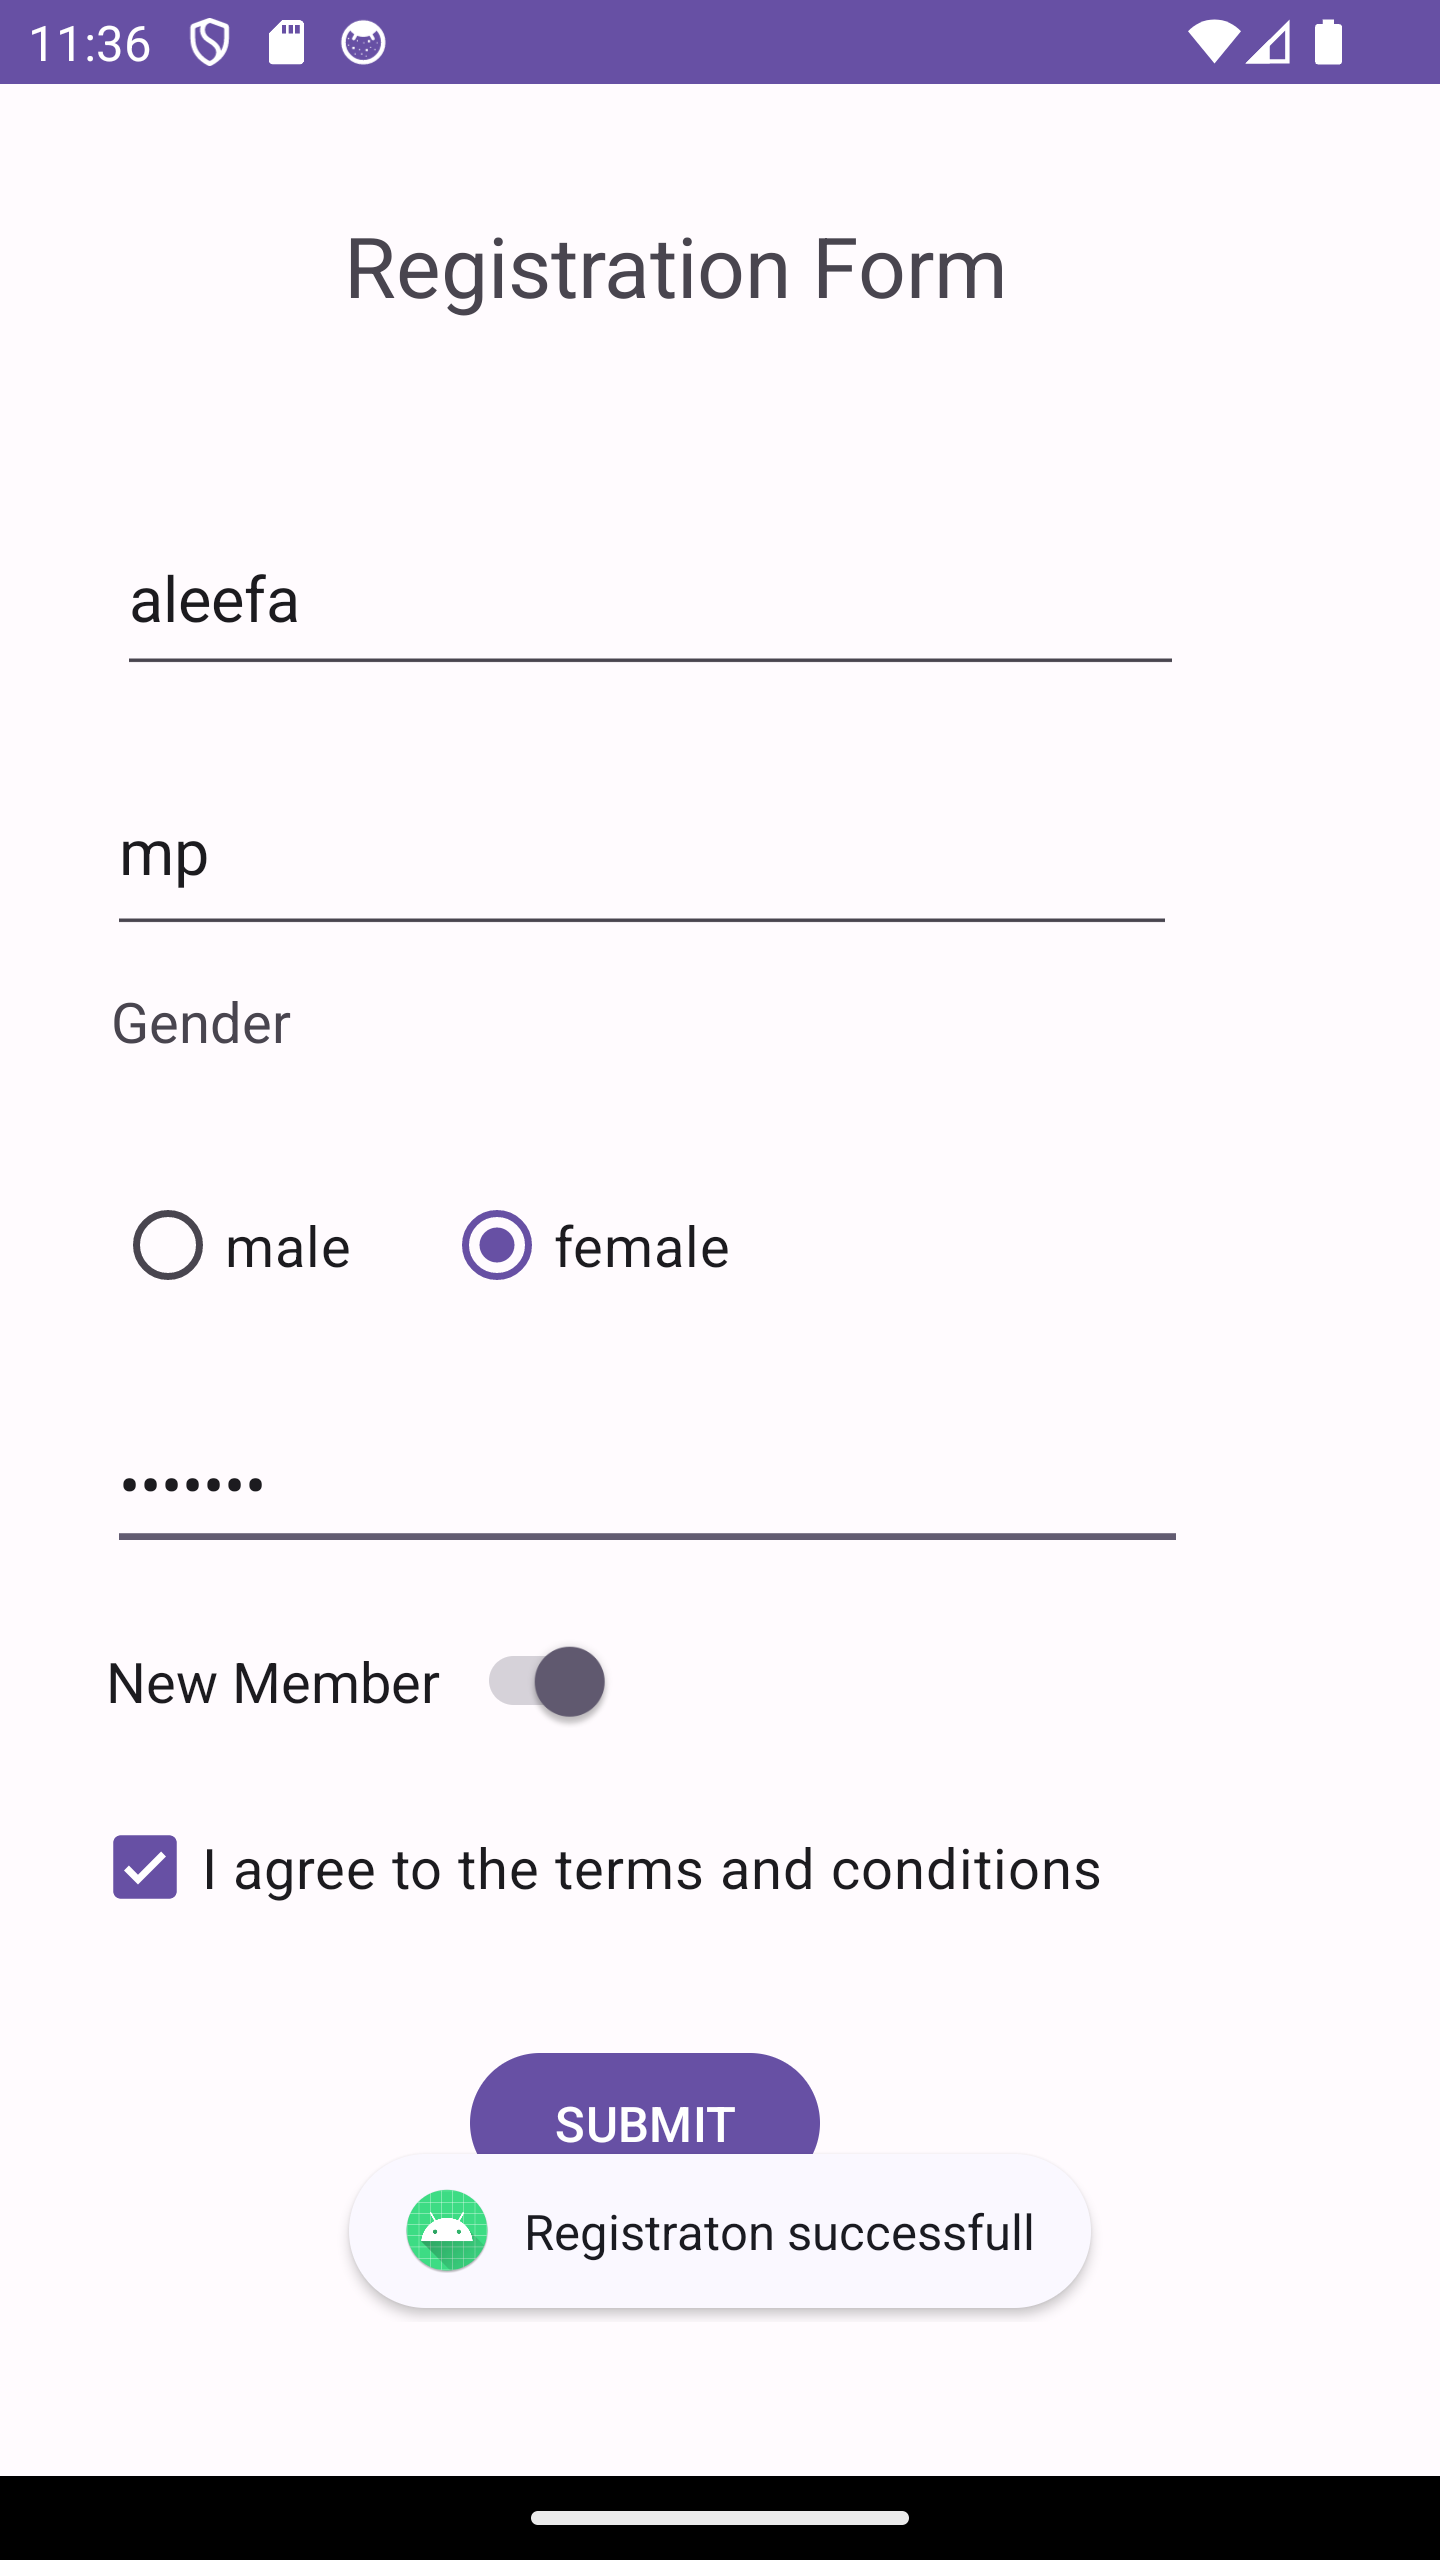 11:36
Registration Form
aleefa
mp
Gender
male female
•••••••
New Member
I agree to the terms and conditions
SUBMIT
Registraton successfull